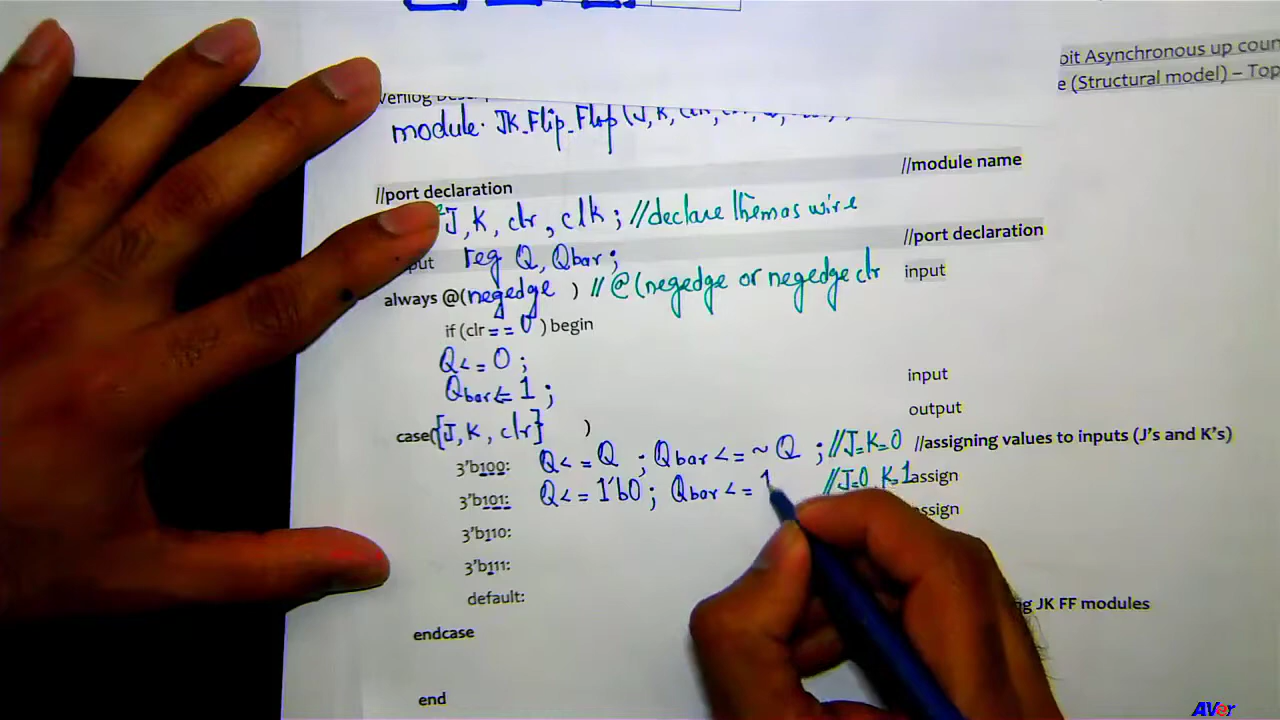 bit Asynchronous up coun
e (Structural model) – Top
Verilog
module. JK_Flip_Flop (J, K,
//module name
//port declaration
J, K, clr, clk ; //declare them as wire
//port declaration
put reg Q, Qbar ;
always @(negedge ) // @(negedge or negedge clr input
if (clr == 0 ) begin
Q <= 0 ;
input
Qbar <= 1 ;
output
case({J, K, clr} )
//assigning values to inputs (J's and K's)
3'b100: Q <= Q ; Qbar <= ~ Q ; //J=K=0
3'b101: Q <= 1'b0 ; Qbar <= 1 //J=0 K=1 assign
3'b110: assign
3'b111:
default:
JK FF modules
endcase
end
AVer